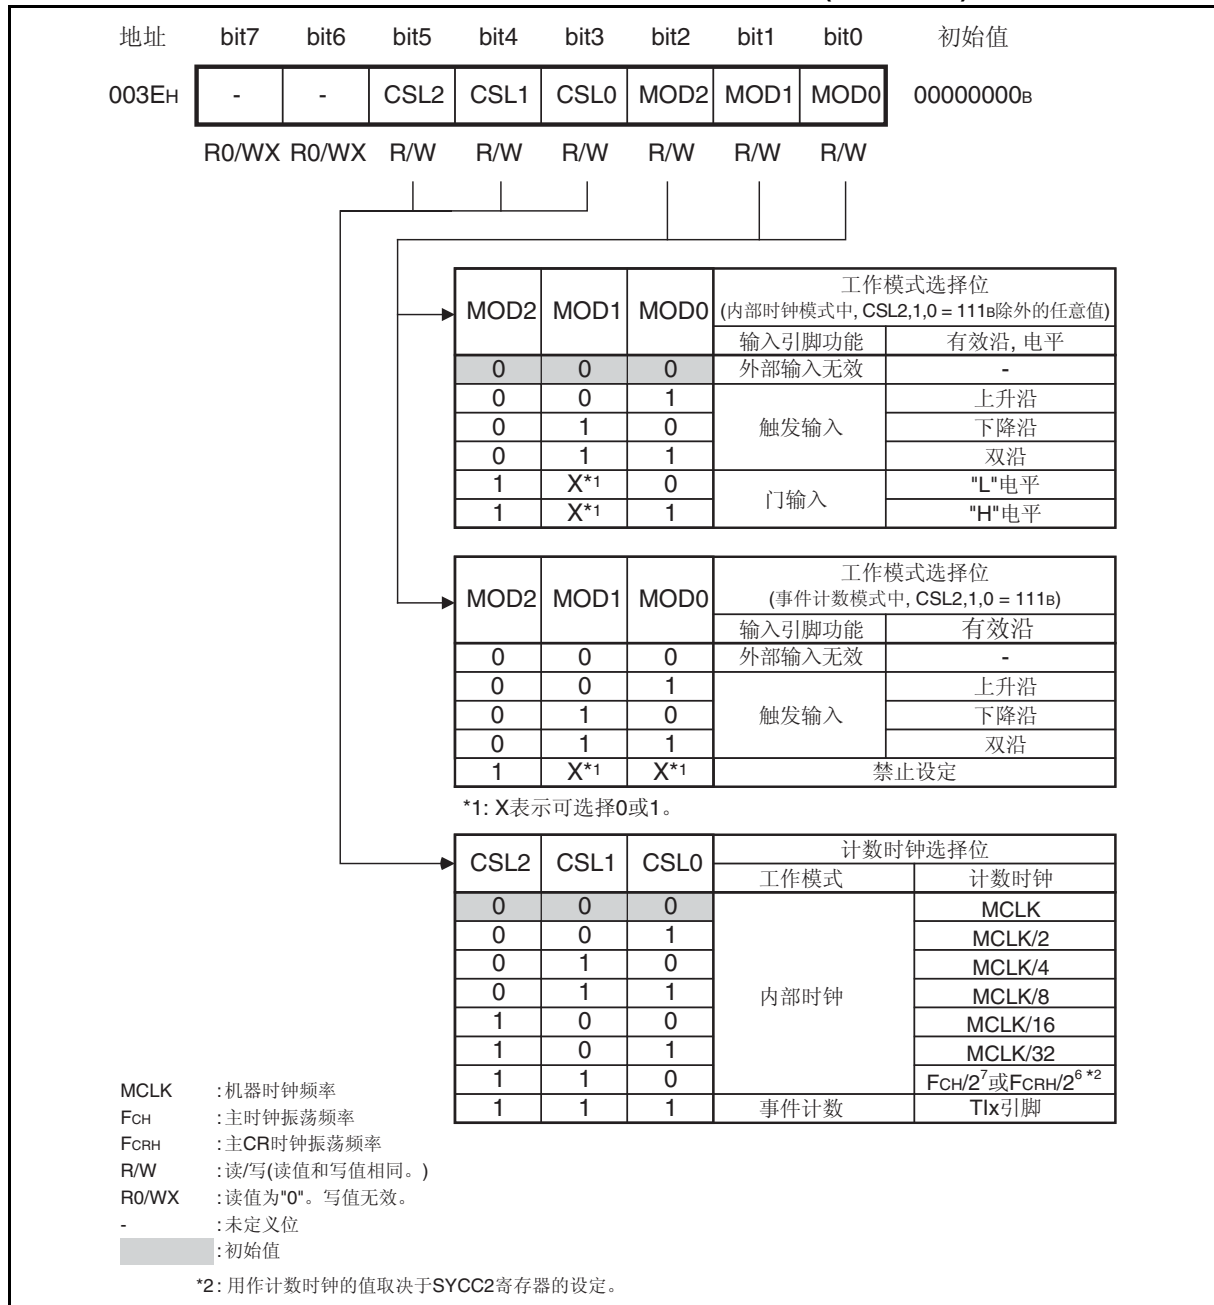 地址 bit7 bit6 bit5 bit4 bit3 bit2 bit1 bit0 初始值
003EH - - CSL2 CSL1 CSL0 MOD2 MOD1 MOD0 00000000B
R0/WX R0/WX R/W R/W R/W R/W R/W R/W
MOD2 MOD1 MOD0 工作模式选择位
(内部时钟模式中, CSL2,1,0 = 111B除外的任意值)
输入引脚功能 有效沿, 电平
0 0 0 外部输入无效 -
0 0 1 上升沿
0 1 0 触发输入 下降沿
0 1 1 双沿
1 X*1 0 门输入 "L"电平
1 X*1 1 "H"电平
MOD2 MOD1 MOD0 工作模式选择位
(事件计数模式中, CSL2,1,0 = 111B)
输入引脚功能 有效沿
0 0 0 外部输入无效 -
0 0 1 上升沿
0 1 0 触发输入 下降沿
0 1 1 双沿
1 X*1 X*1 禁止设定
*1: X表示可选择0或1。
CSL2 CSL1 CSL0 计数时钟选择位
工作模式 计数时钟
0 0 0 MCLK
0 0 1 MCLK/2
0 1 0 MCLK/4
0 1 1 内部时钟 MCLK/8
1 0 0 MCLK/16
1 0 1 MCLK/32
1 1 0 FCH/2⁷或FCRH/2⁶ *2
1 1 1 事件计数 TIx引脚
MCLK :机器时钟频率
FCH :主时钟振荡频率
FCRH :主CR时钟振荡频率
R/W :读/写(读值和写值相同。)
R0/WX :读值为"0"。写值无效。
- :未定义位
:初始值
*2: 用作计数时钟的值取决于SYCC2寄存器的设定。